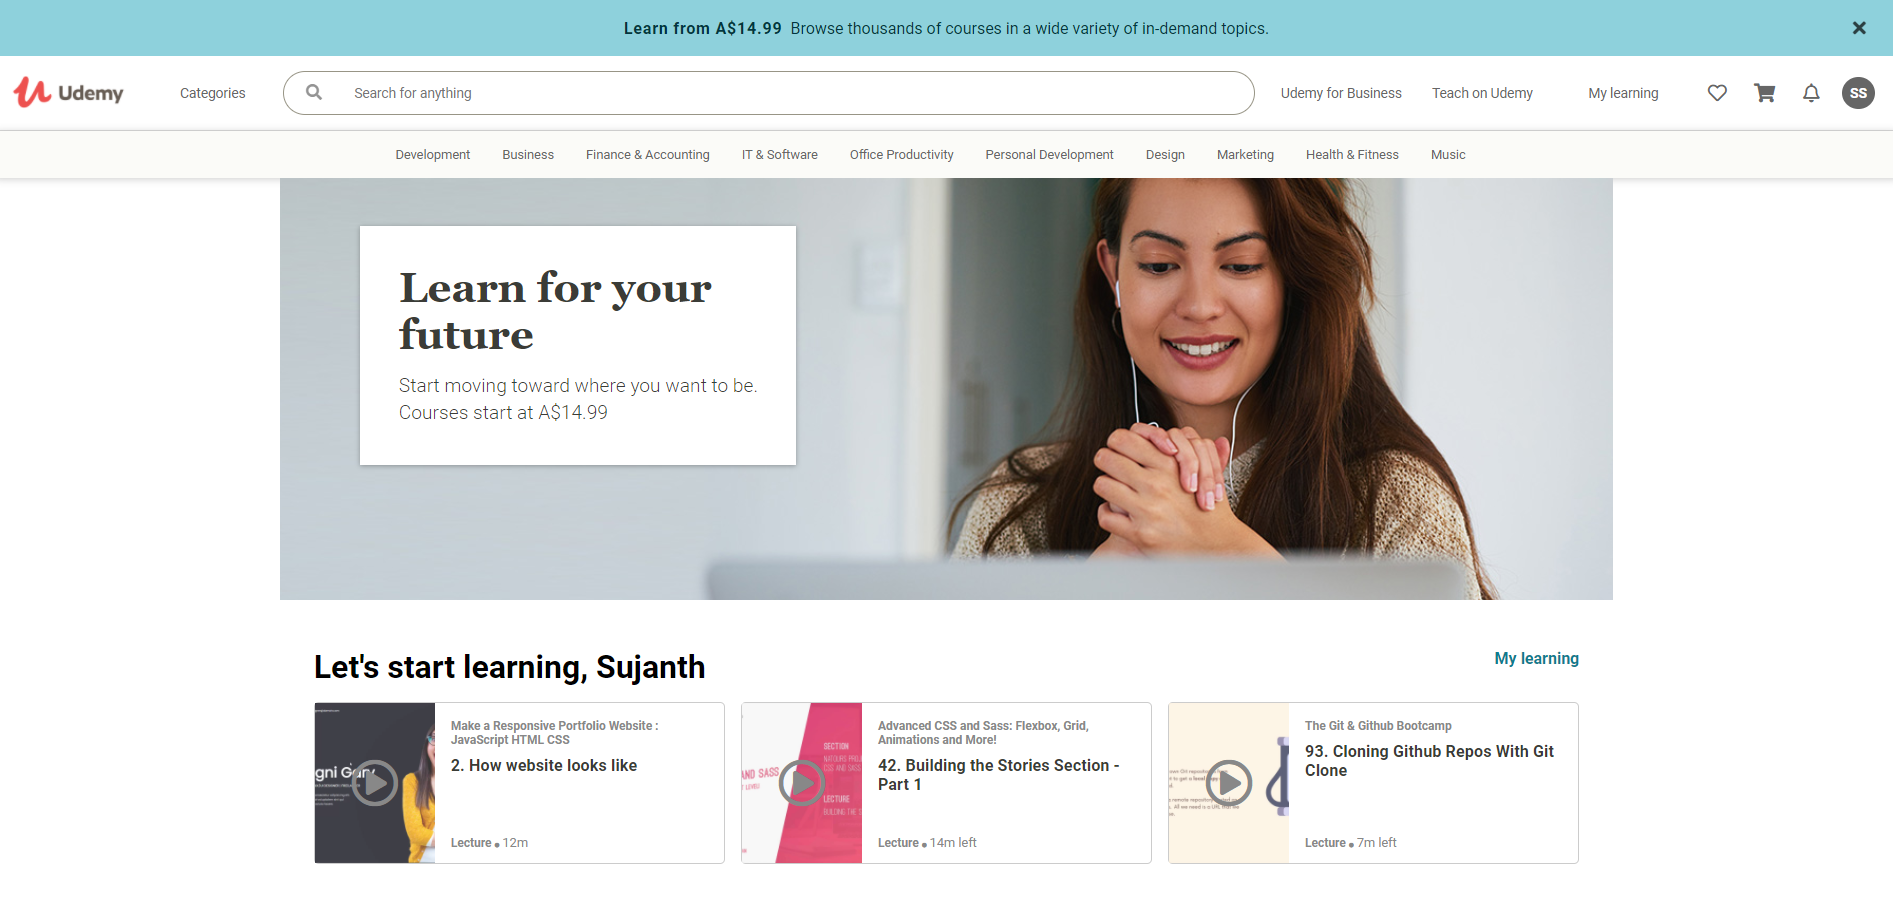 Learn from A$14.99 Browse thousands of courses in a wide variety of in-demand topics.
Udemy
Categories
Search for anything
Udemy for Business
Teach on Udemy
My learning
SS
Development
Business
Finance & Accounting
IT & Software
Office Productivity
Personal Development
Design
Marketing
Health & Fitness
Music
Learn for your
future
Start moving toward where you want to be.
Courses start at A$14.99
Let's start learning, Sujanth
My learning
Make a Responsive Portfolio Website :
JavaScript HTML CSS
2. How website looks like
Lecture 12m
SECTION
LECTURE
AND SASS
Advanced CSS and Sass: Flexbox, Grid,
Animations and More!
42. Building the Stories Section -
Part 1
Lecture 14m left
The Git & Github Bootcamp
93. Cloning Github Repos With Git
Clone
Lecture 7m left